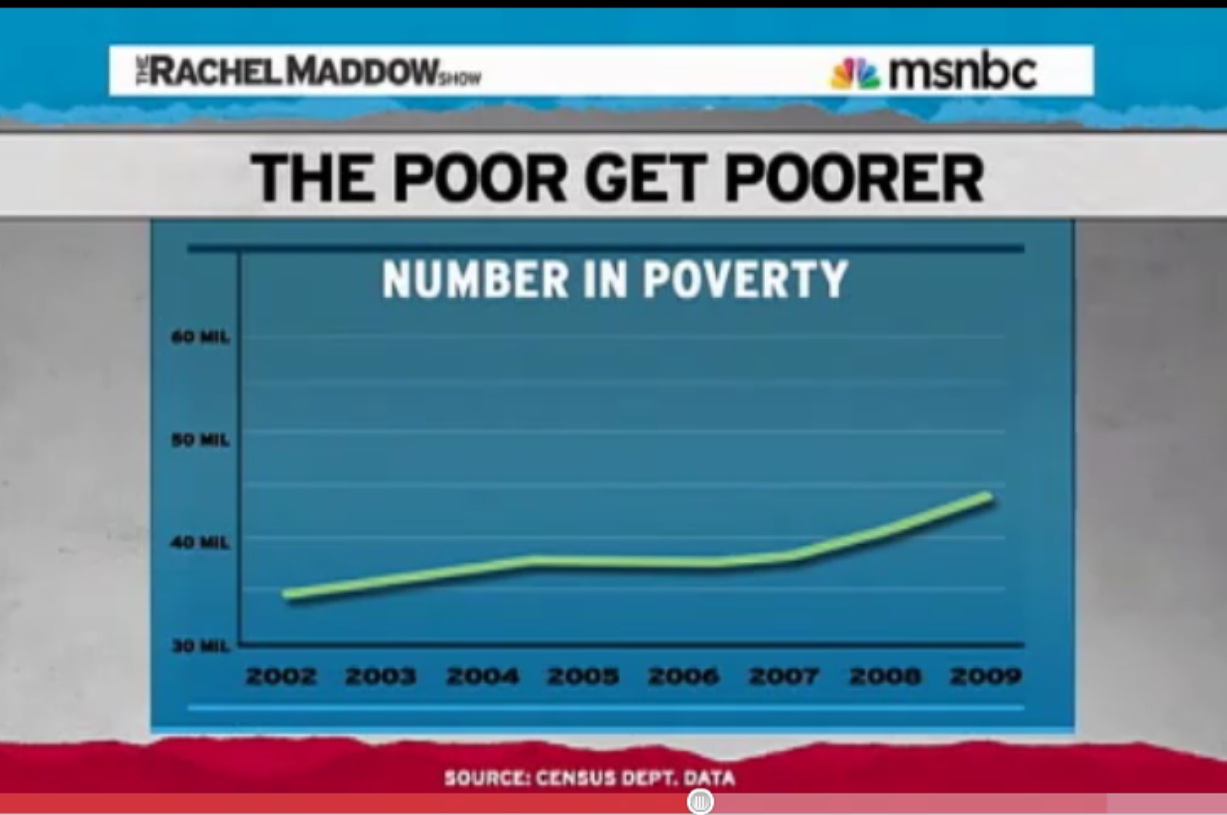 THE RACHEL MADDOW SHOW
msnbc
THE POOR GET POORER
NUMBER IN POVERTY
60 MIL
50 MIL
40 MIL
30 MIL
2002 2003 2004 2005 2006 2007 2008 2009
SOURCE: CENSUS DEPT. DATA